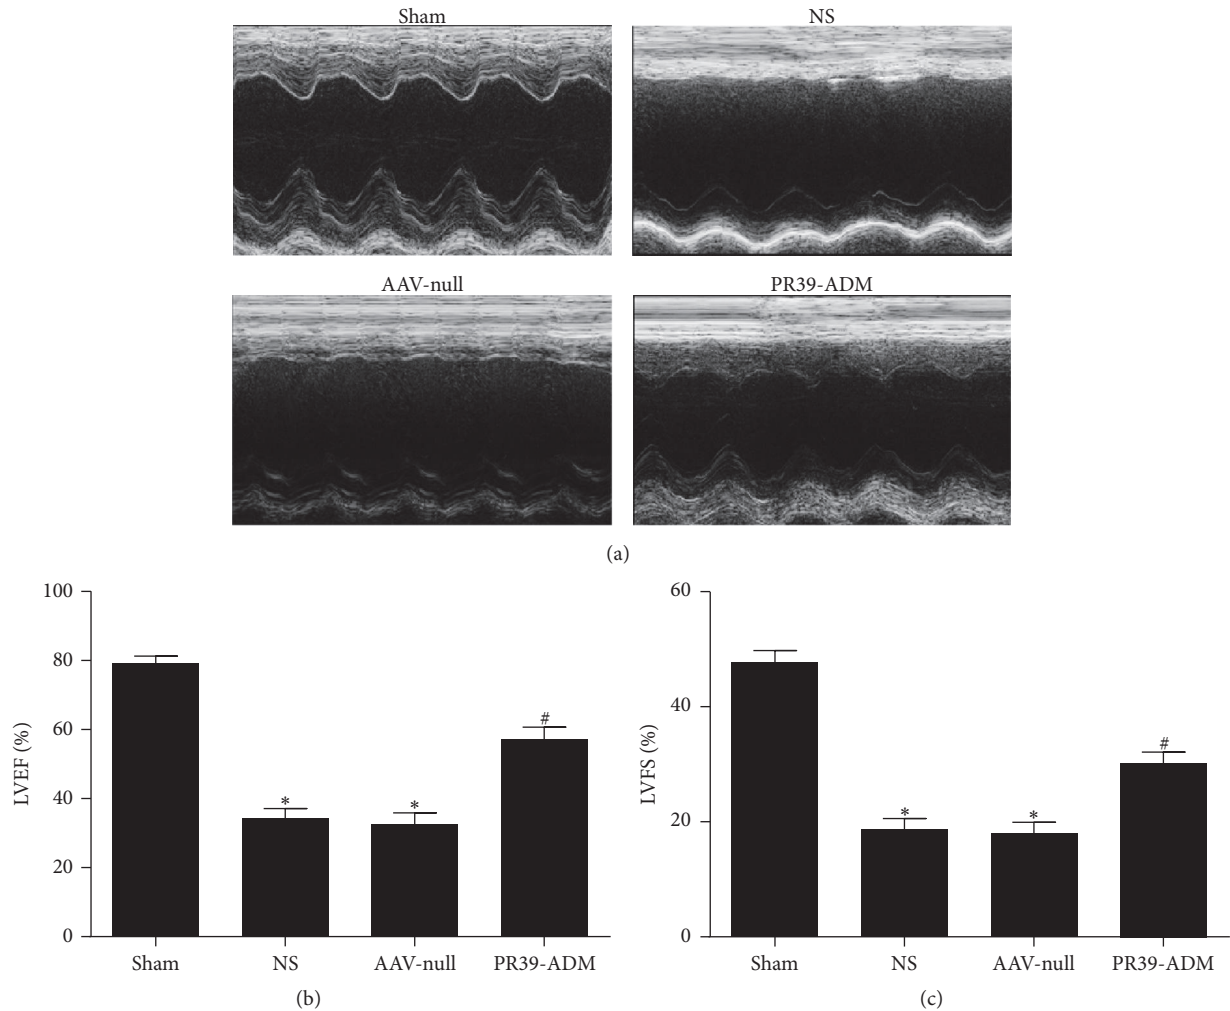 Sham
NS
AAV-null
PR39-ADM
(a)
100
80
60
40
20
0
LVEF (%)
*
*
#
Sham
NS
AAV-null
PR39-ADM
(b)
60
40
20
0
LVFS (%)
*
*
#
Sham
NS
AAV-null
PR39-ADM
(c)